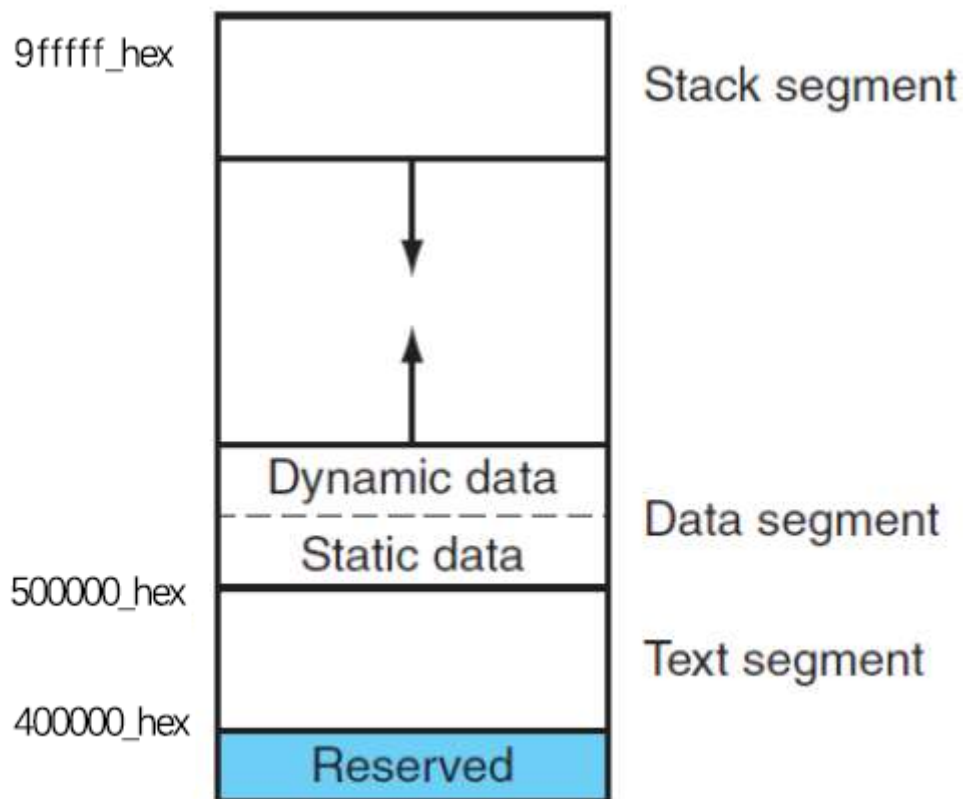 9fffff_hex
Stack segment
Dynamic data
Data segment
Static data
500000_hex
Text segment
400000_hex
Reserved